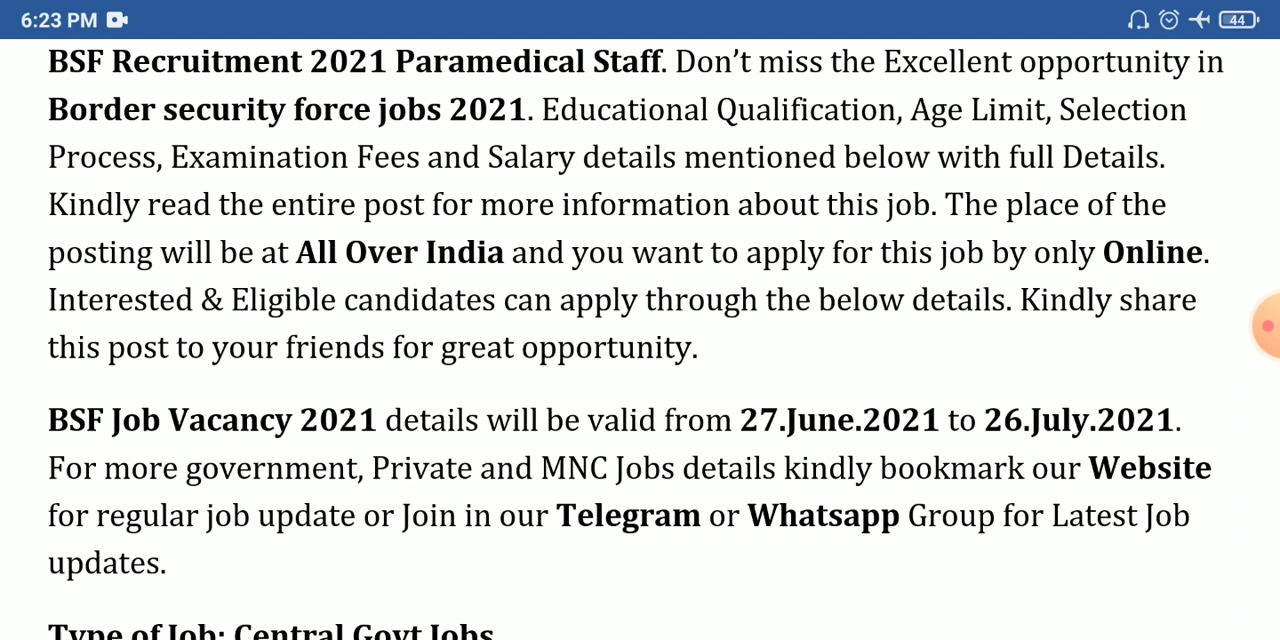 6:23 PM
44
BSF Recruitment 2021 Paramedical Staff. Don’t miss the Excellent opportunity in
Border security force jobs 2021. Educational Qualification, Age Limit, Selection
Process, Examination Fees and Salary details mentioned below with full Details.
Kindly read the entire post for more information about this job. The place of the
posting will be at All Over India and you want to apply for this job by only Online.
Interested & Eligible candidates can apply through the below details. Kindly share
this post to your friends for great opportunity.
BSF Job Vacancy 2021 details will be valid from 27.June.2021 to 26.July.2021.
For more government, Private and MNC Jobs details kindly bookmark our Website
for regular job update or Join in our Telegram or Whatsapp Group for Latest Job
updates.
Type of Job: Central Govt Jobs